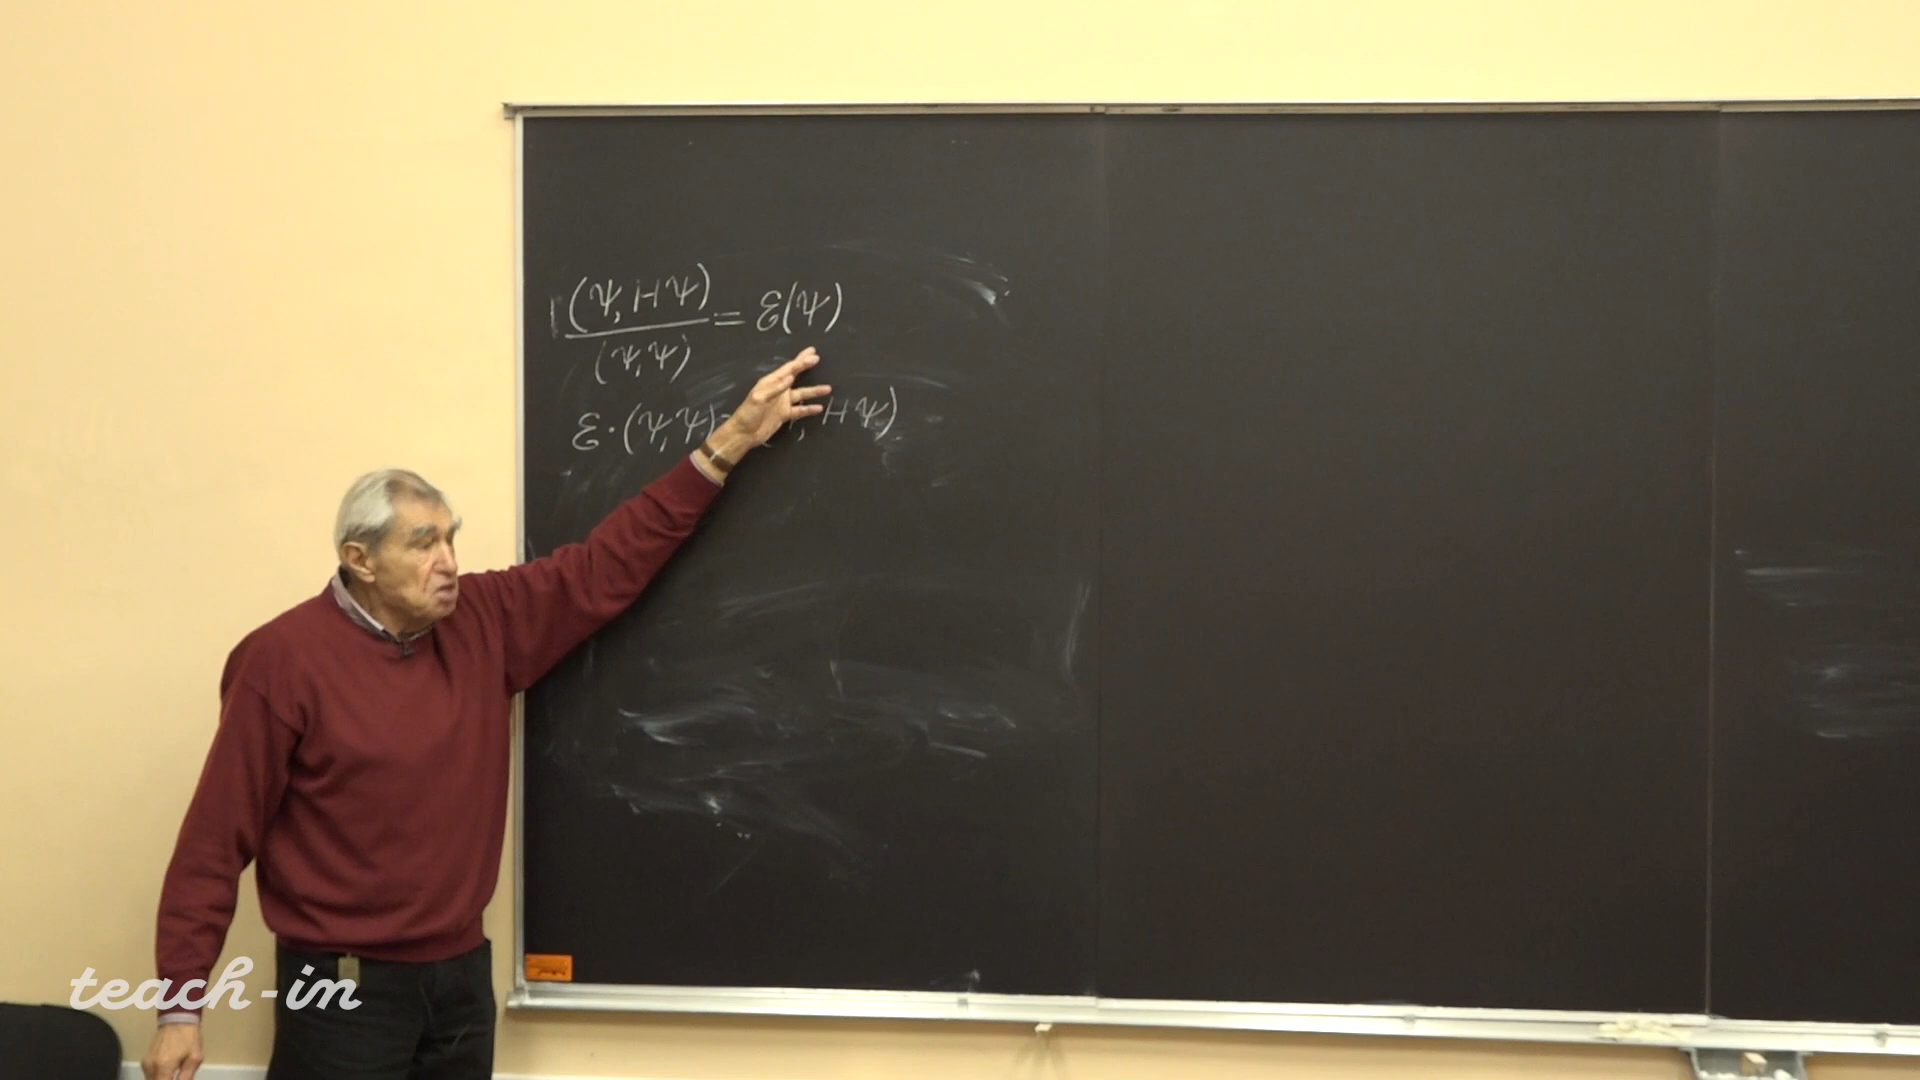 (Ψ, HΨ)
——— = ℰ(Ψ)
(Ψ, Ψ)
ℰ · (Ψ, Ψ) = (Ψ, HΨ)
teach-in